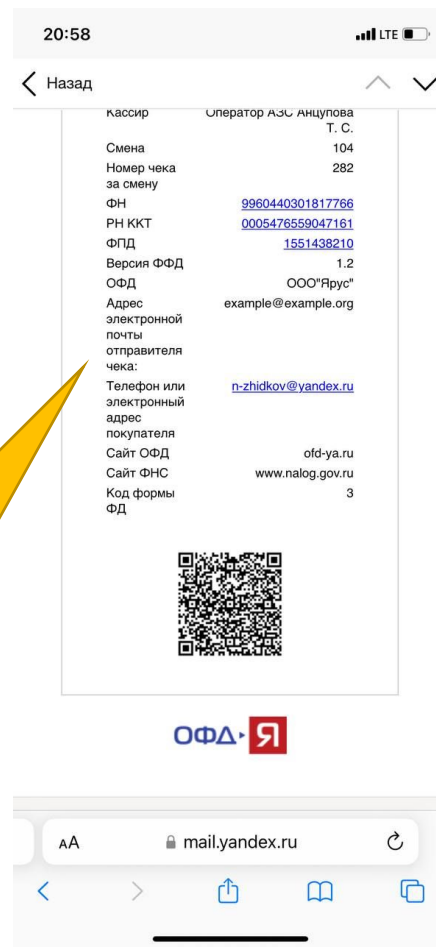 20:58 LTE
Назад
Кассир Оператор АЗС Анцупова
Т. С.
Смена 104
Номер чека 282
за смену
ФН 9960440301817766
РН ККТ 0005476559047161
ФПД 1551438210
Версия ФФД 1.2
ОФД ООО"Ярус"
Адрес example@example.org
электронной
почты
отправителя
чека:
Телефон или n-zhidkov@yandex.ru
электронный
адрес
покупателя
Сайт ОФД ofd-ya.ru
Сайт ФНС www.nalog.gov.ru
Код формы 3
ФД
ОФД Я
AA mail.yandex.ru